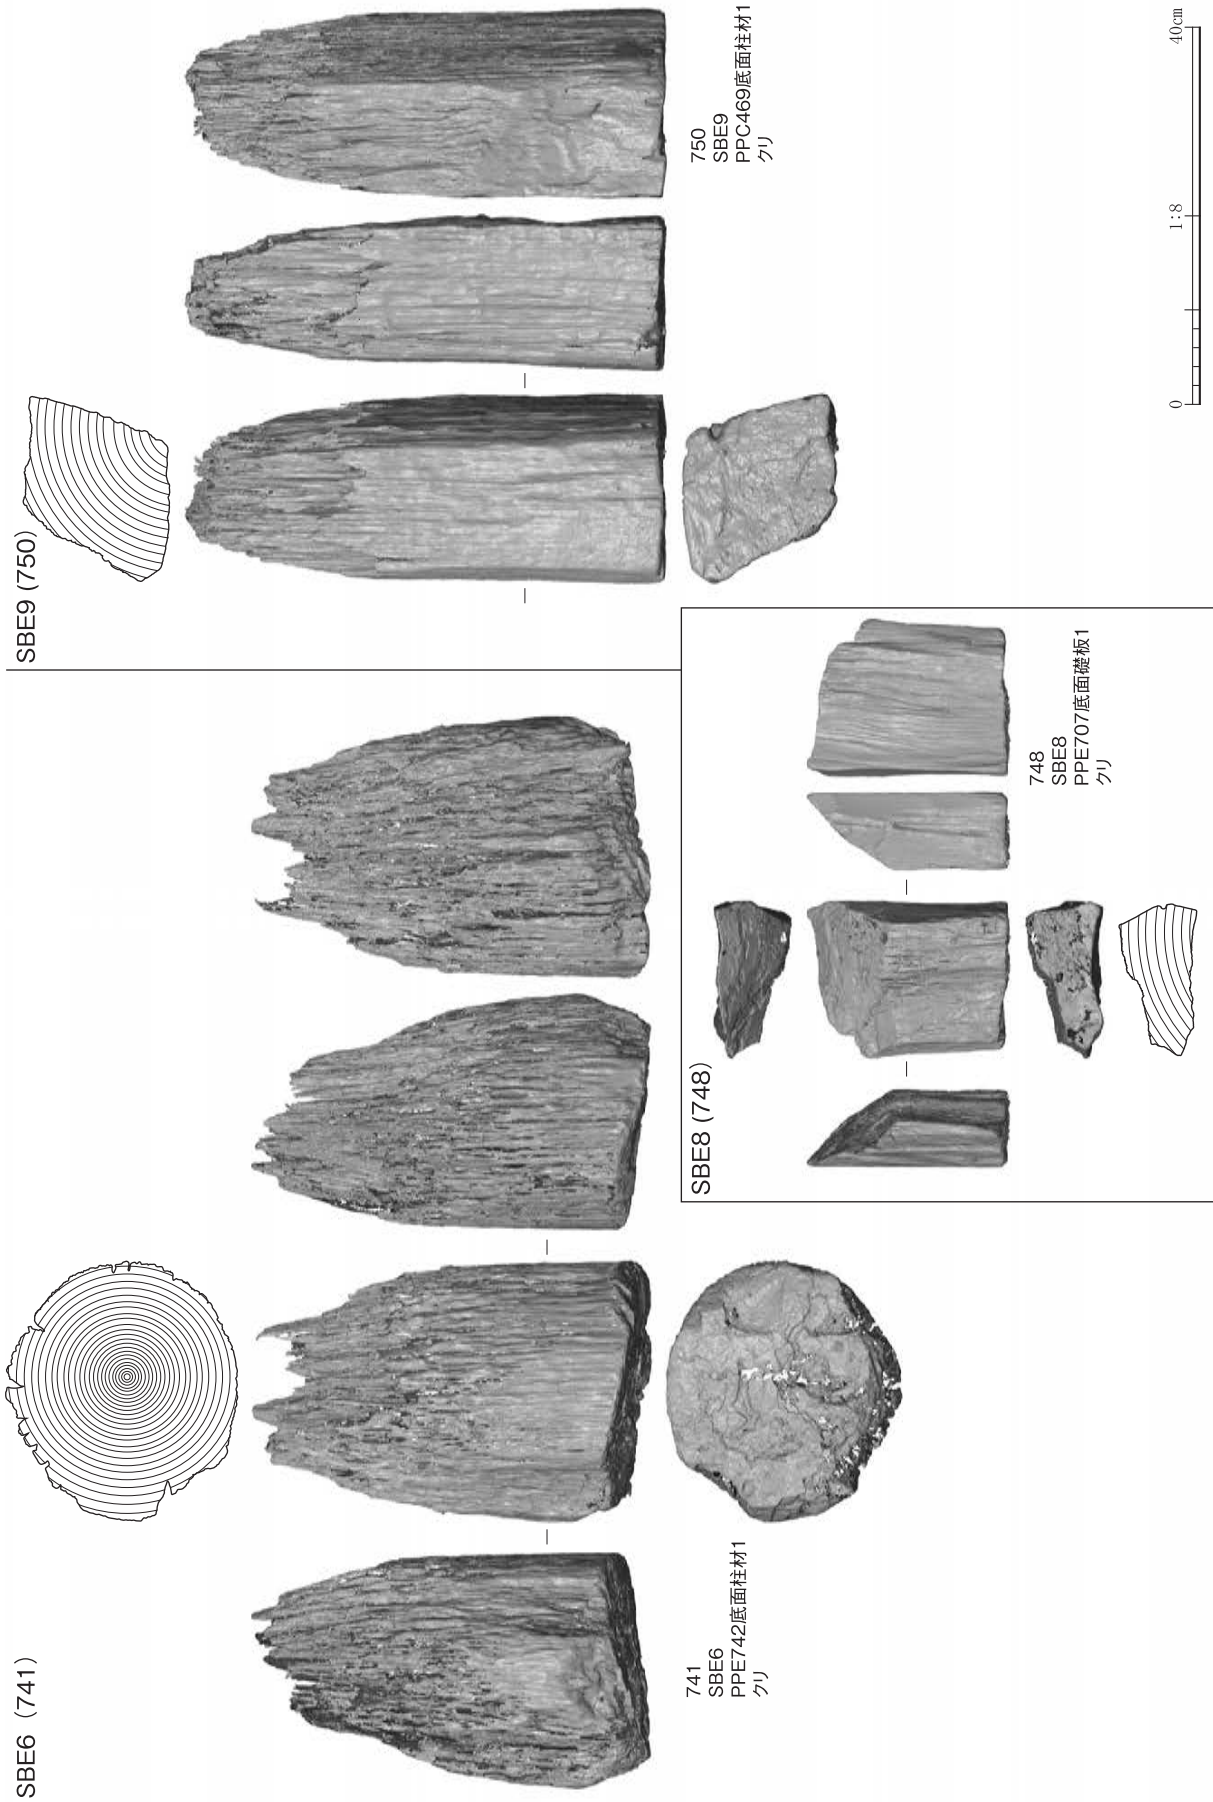 SBE6（741）
741
SBE6
PPE742底面柱材1
クリ
SBE8 (748)
748
SBE8
PPE707底面礎板1
クリ
SBE9 (750)
750
SBE9
PPC469底面柱材1
クリ
0 1:8 40cm